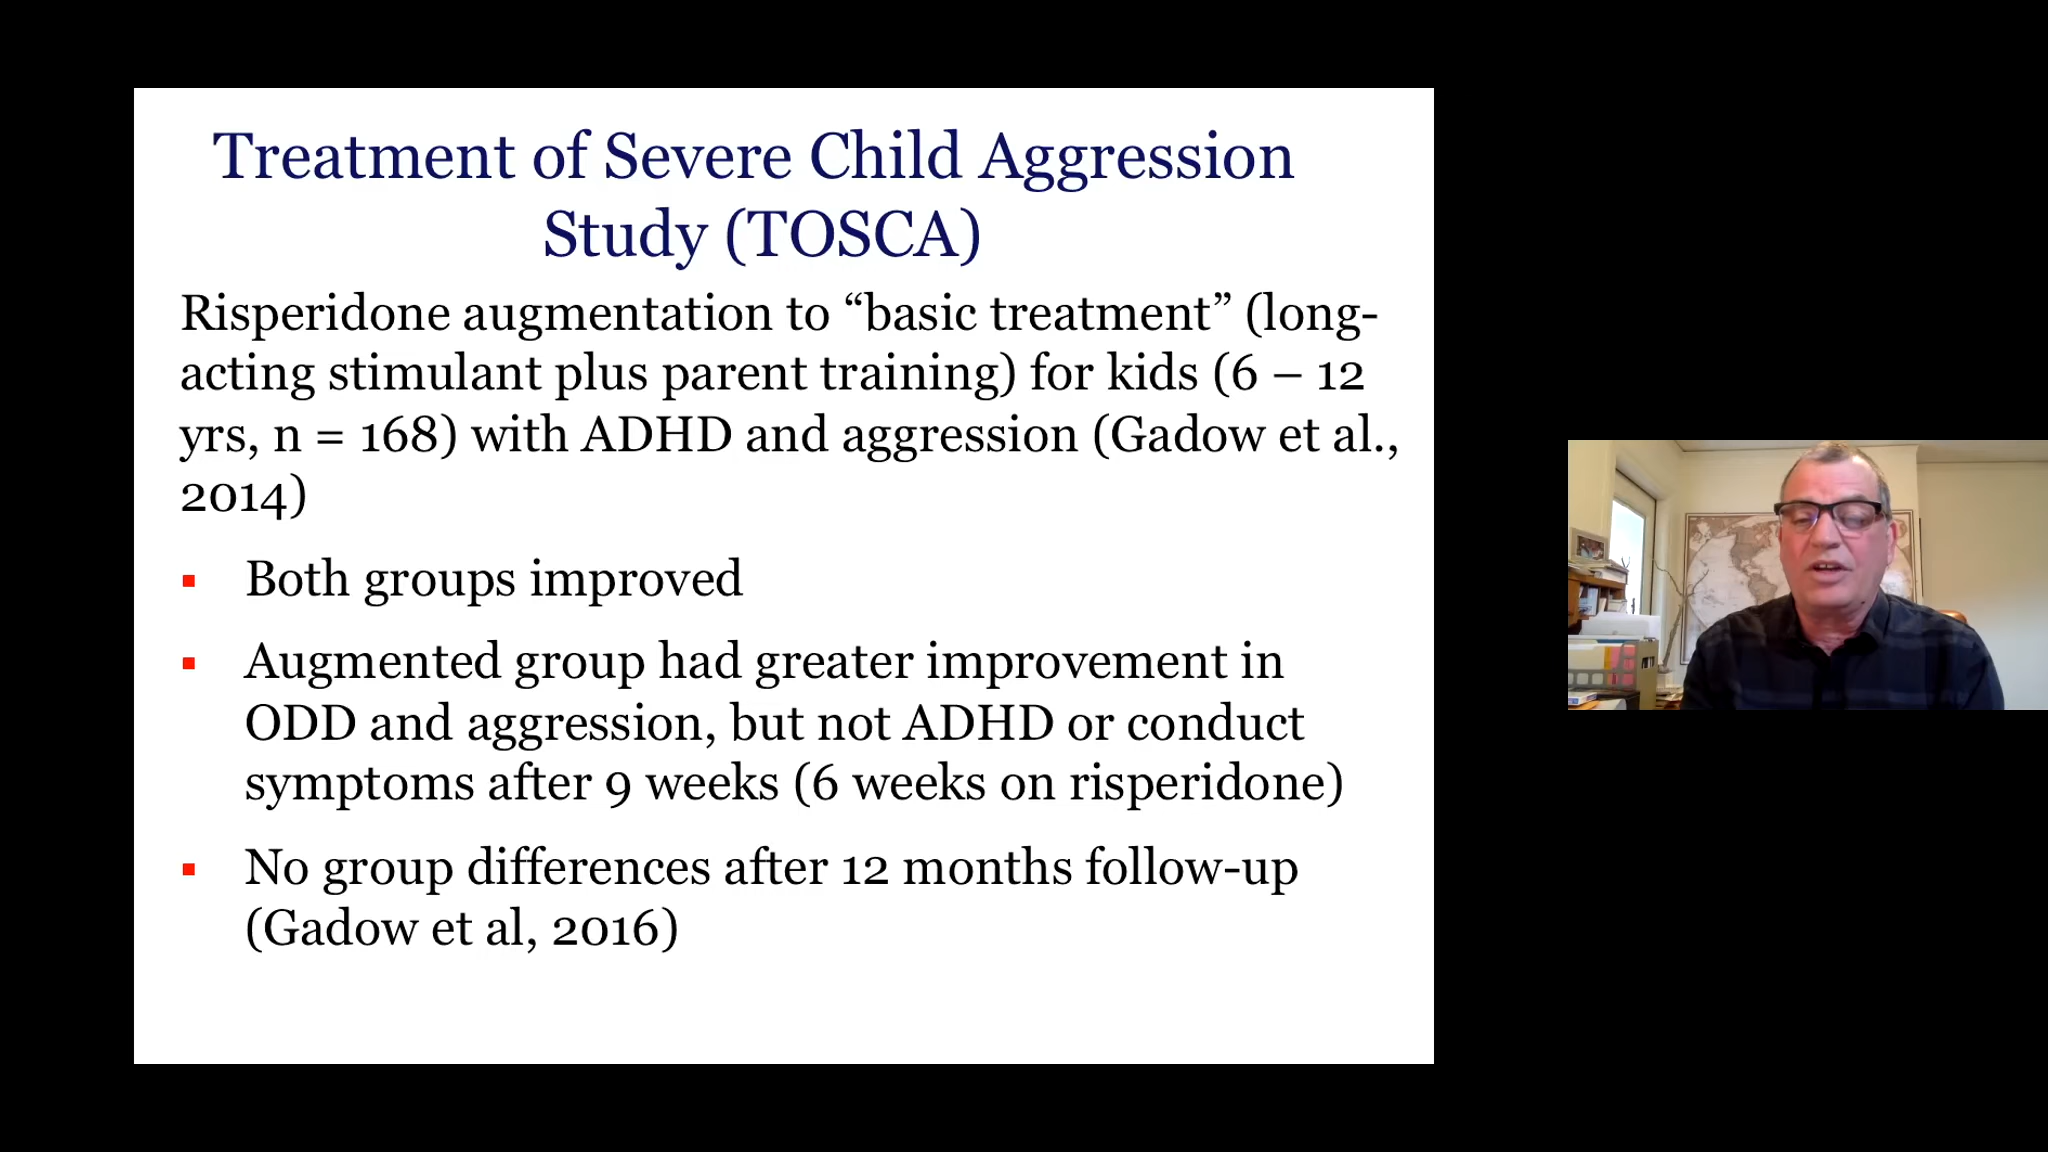 Treatment of Severe Child Aggression
Study (TOSCA)
Risperidone augmentation to “basic treatment” (long-
acting stimulant plus parent training) for kids (6 – 12
yrs, n = 168) with ADHD and aggression (Gadow et al.,
2014)
▪ Both groups improved
▪ Augmented group had greater improvement in
ODD and aggression, but not ADHD or conduct
symptoms after 9 weeks (6 weeks on risperidone)
▪ No group differences after 12 months follow-up
(Gadow et al, 2016)